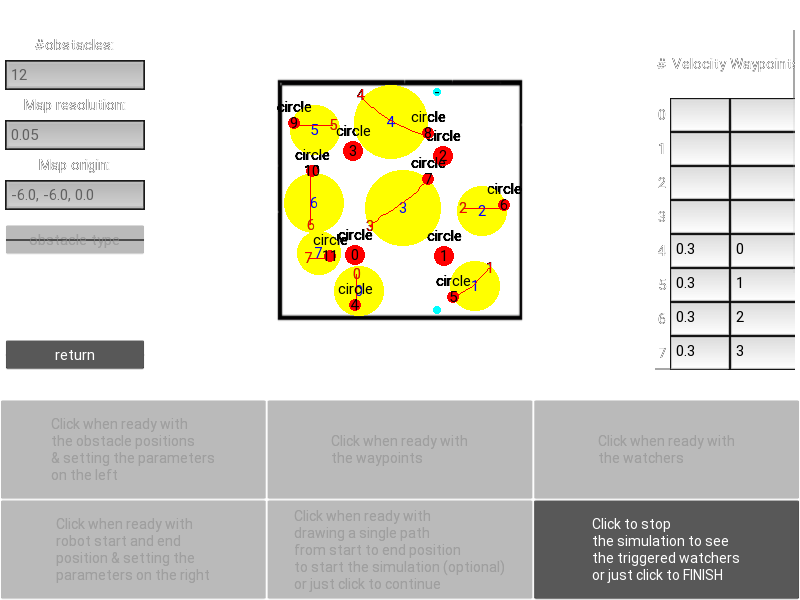 #obstacles:
12
Map resolution:
0.05
Map origin:
-6.0, -6.0, 0.0
obstacle type
return
# Velocity Waypoints
0
1
2
3
4 0.3 0
5 0.3 1
6 0.3 2
7 0.3 3
4
circle
9
5
5
circle
4
circle
8
circle
3
circle
2
circle
10
circle
7
6
6
3
3
circle
6
2
2
circle
7
7
11
circle
0
circle
1
0
0
circle
4
1
circle
1
5
Click when ready with
the obstacle positions
& setting the parameters
on the left
Click when ready with
the waypoints
Click when ready with
the watchers
Click when ready with
robot start and end
position & setting the
parameters on the right
Click when ready with
drawing a single path
from start to end position
to start the simulation (optional)
or just click to continue
Click to stop
the simulation to see
the triggered watchers
or just click to FINISH